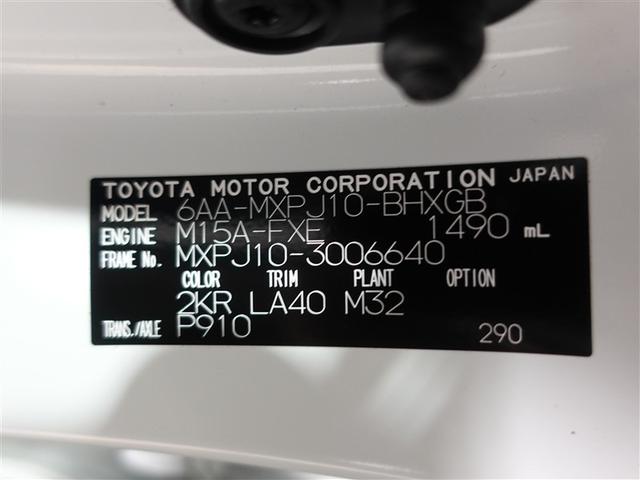 TOYOTA MOTOR CORPORATION JAPAN
MODEL 6AA-MXPJ10-BHXGB
ENGINE M15A-FXE 1490 mL
FRAME No. MXPJ10-3006640
COLOR TRIM PLANT OPTION
2KR LA40 M32
TRANS./AXLE P910 290